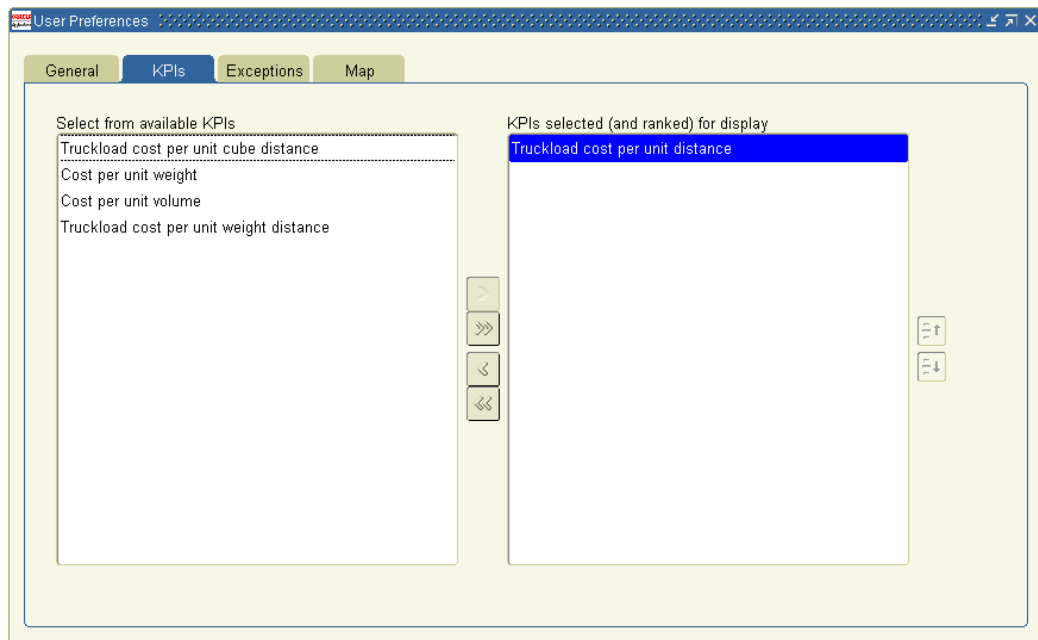 ORACLE
User Preferences
General KPIs Exceptions Map
Select from available KPIs
Truckload cost per unit cube distance
Cost per unit weight
Cost per unit volume
Truckload cost per unit weight distance
KPIs selected (and ranked) for display
Truckload cost per unit distance